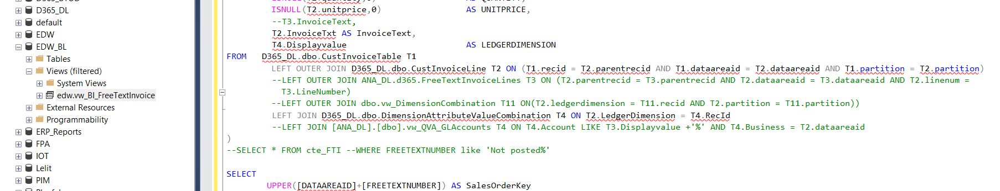 D365_DL
default
EDW
EDW_BL
Tables
Views (filtered)
System Views
edw.vw_BI_FreeTextInvoice
External Resources
Programmability
ERP_Reports
FPA
IOT
Lelit
PIM
ISNULL(T2.unitprice,0) AS UNITPRICE,
--T3.InvoiceText,
T2.InvoiceTxt AS InvoiceText,
T4.Displayvalue AS LEDGERDIMENSION
FROM D365_DL.dbo.CustInvoiceTable T1
LEFT OUTER JOIN D365_DL.dbo.CustInvoiceLine T2 ON (T1.recid = T2.parentrecid AND T1.dataareaid = T2.dataareaid AND T1.partition = T2.partition)
--LEFT OUTER JOIN ANA_DL.d365.FreeTextInvoiceLines T3 ON (T2.parentrecid = T3.parentrecid AND T2.dataareaid = T3.dataareaid AND T2.linenum =
T3.LineNumber)
--LEFT OUTER JOIN dbo.vw_DimensionCombination T11 ON(T2.ledgerdimension = T11.recid AND T2.partition = T11.partition))
LEFT JOIN D365_DL.dbo.DimensionAttributeValueCombination T4 ON T2.LedgerDimension = T4.RecId
--LEFT JOIN [ANA_DL].[dbo].vw_QVA_GLAccounts T4 ON T4.Account LIKE T3.Displayvalue +'%' AND T4.Business = T2.dataareaid
)
--SELECT * FROM cte_FTI --WHERE FREETEXTNUMBER like 'Not posted%'
SELECT
UPPER([DATAAREAID]+[FREETEXTNUMBER]) AS SalesOrderKey